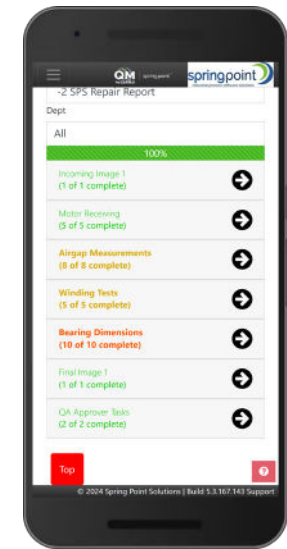 QM
springpoint
-2 SPS Repair Report
Dept
All
100%
Incoming Image 1
(1 of 1 complete)
Motor Receiving
(5 of 5 complete)
Airgap Measurements
(8 of 8 complete)
Winding Tests
(5 of 5 complete)
Bearing Dimensions
(10 of 10 complete)
Final Image 1
(1 of 1 complete)
QA Approver Tasks
(2 of 2 complete)
Top
?
© 2024 Spring Point Solutions | Build 5.3.167.143 Support